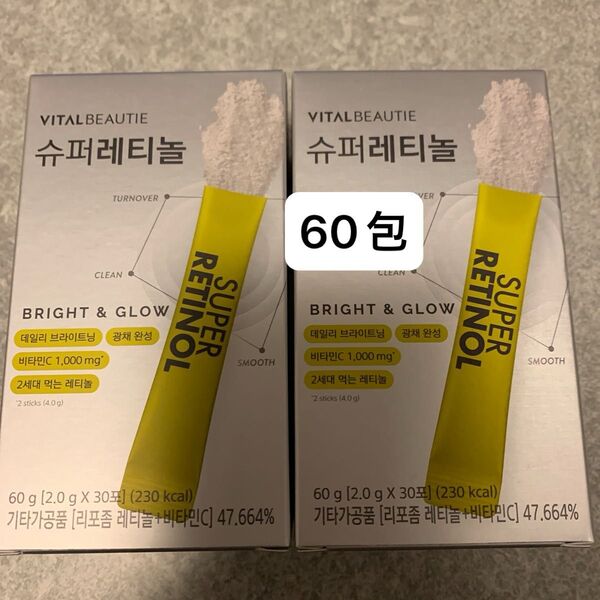 VITALBEAUTIE
슈퍼레티놀
TURNOVER
CLEAN
SMOOTH
SUPER
RETINOL
BRIGHT & GLOW
데일리 브라이트닝 광채 완성
비타민C 1,000 mg*
2세대 먹는 레티놀
*2 sticks (4.0 g)
60 g [2.0 g X 30포] (230 kcal)
기타가공품 [리포좀 레티놀+비타민C] 47.664%
60包
VITALBEAUTIE
슈퍼레티놀
VER
SMOOTH
SUPER
RETINOL
BRIGHT & GLOW
데일리 브라이트닝 광채 완성
비타민C 1,000 mg*
2세대 먹는 레티놀
*2 sticks (4.0 g)
60 g [2.0 g X 30포] (230 kcal)
기타가공품 [리포좀 레티놀+비타민C] 47.664%